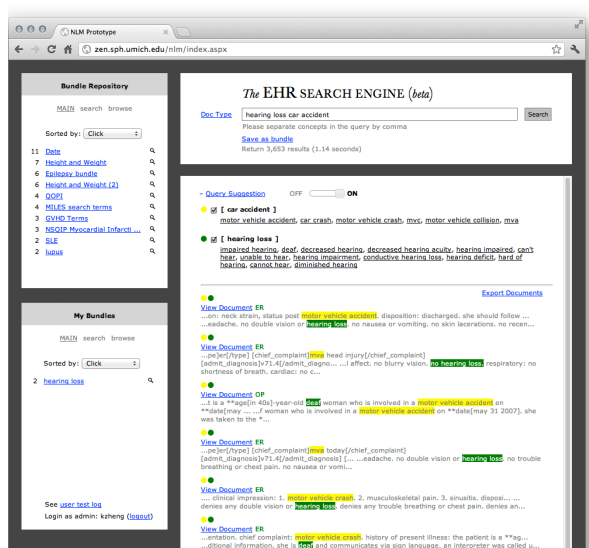 NLM Prototype
zen.sph.umich.edu/nlm/index.aspx
Bundle Repository
MAIN search browse
Sorted by: Click
11 Date
7 Height and Weight
6 Epilepsy bundle
6 Height and Weight (2)
4 QOPI
4 MILES search terms
3 GVHD Terms
3 NSQIP Myocardial Infarcti ...
2 SLE
2 lupus
My Bundles
MAIN search browse
Sorted by: Click
2 hearing loss
See user test log
Login as admin: kzheng (logout)
The EHR SEARCH ENGINE (beta)
Doc Type hearing loss car accident Search
Please separate concepts in the query by comma
Save as bundle
Return 3,653 results (1.14 seconds)
- Query Suggestion OFF ON
[ car accident ]
motor vehicle accident, car crash, motor vehicle crash, mvc, motor vehicle collision, mva
[ hearing loss ]
impaired hearing, deaf, decreased hearing, decreased hearing acuity, hearing impaired, can't
hear, unable to hear, hearing impairment, conductive hearing loss, hearing deficit, hard of
hearing, cannot hear, diminished hearing
Export Documents
View Document ER
...on: neck strain, status post motor vehicle accident. disposition: discharged. she should follow ...
...eadache. no double vision or hearing loss. no nausea or vomiting. no skin lacerations. no recen...
View Document ER
...pe]er[/type] [chief_complaint]mva head injury[/chief_complaint]
[admit_diagnosis]v71.4[/admit_diagno... ...l affect. no blurry vision. no hearing loss. respiratory: no
shortness of breath. cardiac: no c...
View Document OP
...t is a **age[in 40s]-year-old deaf woman who is involved in a motor vehicle accident on
**date[may ... ...f woman who is involved in a motor vehicle accident on **date[may 31 2007]. she
was taken to the *...
View Document ER
...pe]er[/type] [chief_complaint]mva today[/chief_complaint]
[admit_diagnosis]v71.4[/admit_diagnosis] [... ...eadache. no double vision or hearing loss. no trouble
breathing or chest pain. no nausea or vomi...
View Document ER
.... clinical impression: 1. motor vehicle crash. 2. musculoskeletal pain. 3. sinusitis. disposi... ...
denies any double vision or hearing loss. denies any trouble breathing or chest pain. denies an...
View Document ER
...entation. chief complaint: motor vehicle crash. history of present illness: the patient is a **ag...
...ditional information. she is deaf and communicates via sign language. an interpreter was called u...